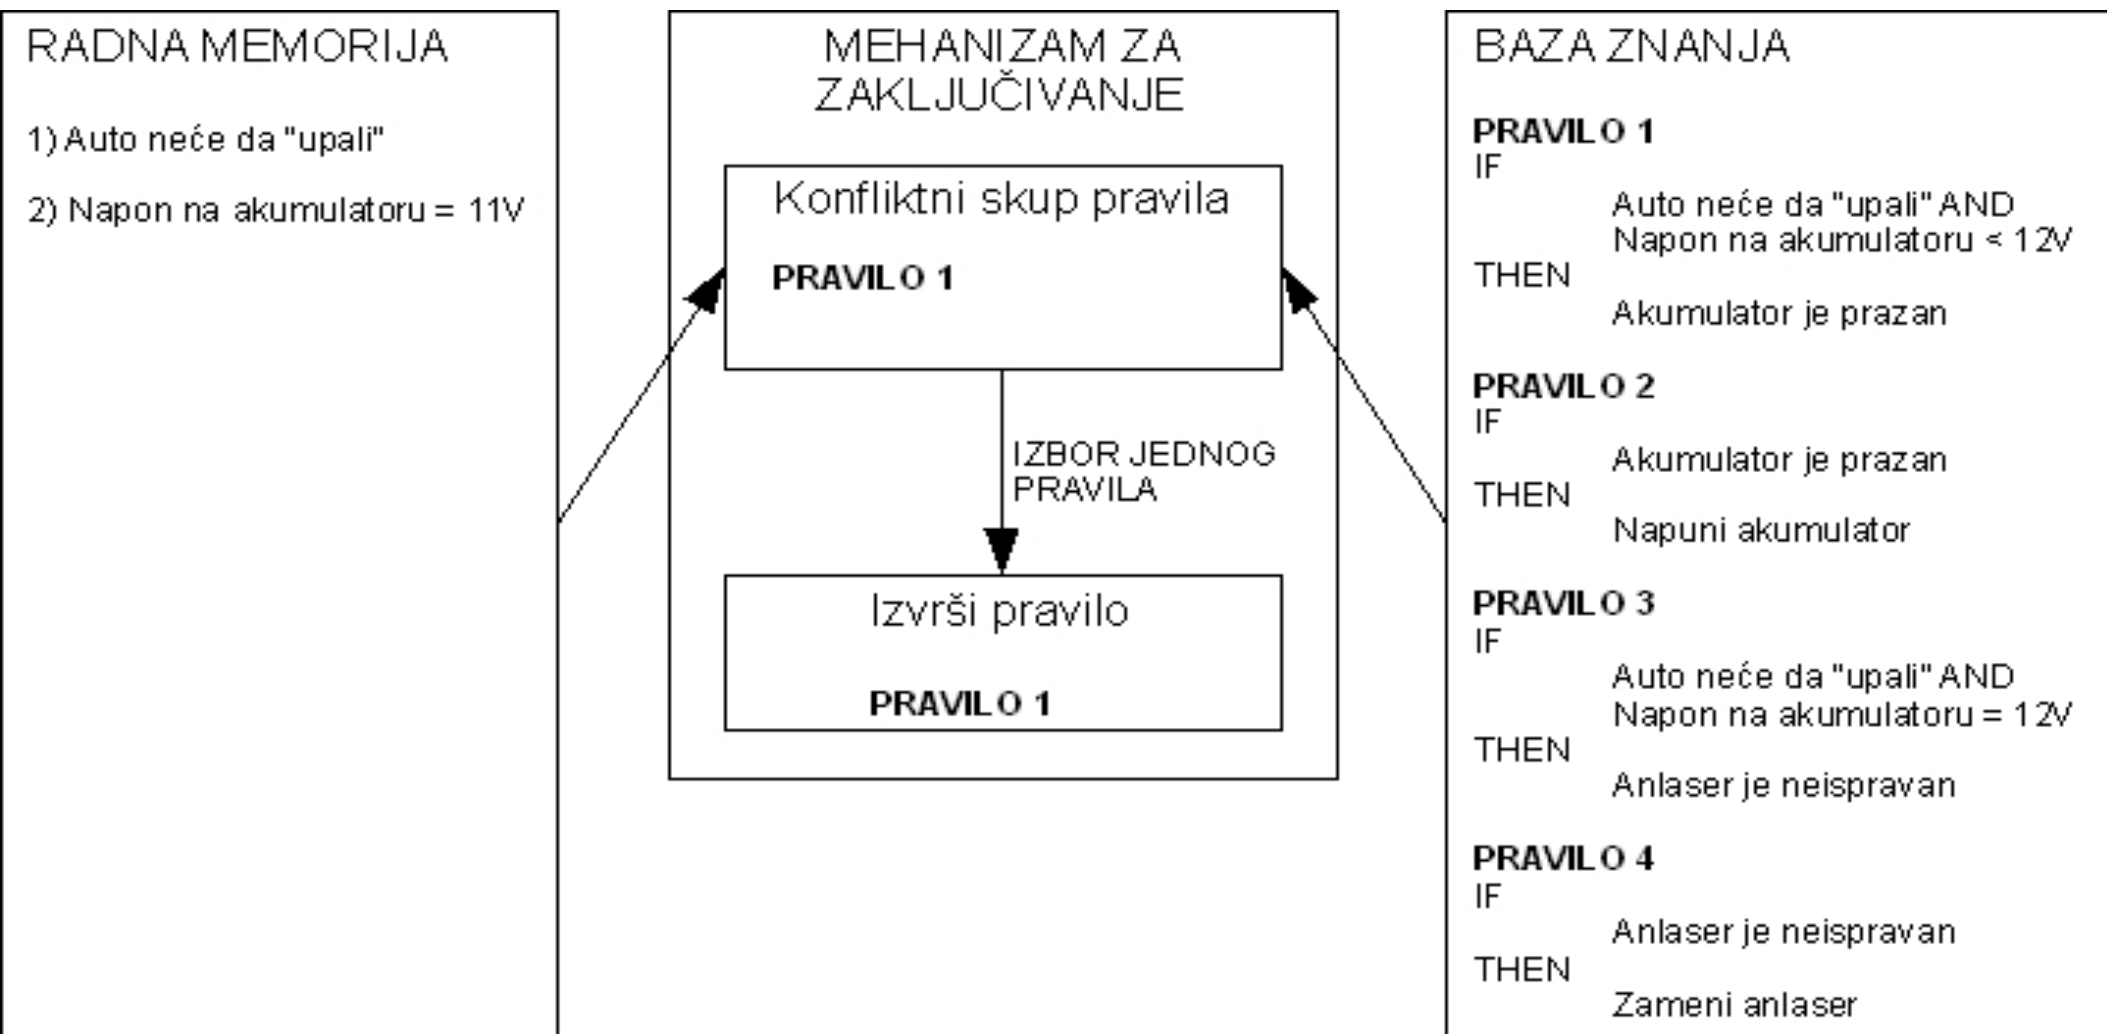 RADNA MEMORIJA
1) Auto neće da "upali"
2) Napon na akumulatoru = 11V
MEHANIZAM ZA
ZAKLJUČIVANJE
Konfliktni skup pravila
PRAVILO 1
IZBOR JEDNOG
PRAVILA
Izvrši pravilo
PRAVILO 1
BAZA ZNANJA
PRAVILO 1
IF
Auto neće da "upali" AND
Napon na akumulatoru < 12V
THEN
Akumulator je prazan
PRAVILO 2
IF
Akumulator je prazan
THEN
Napuni akumulator
PRAVILO 3
IF
Auto neće da "upali" AND
Napon na akumulatoru = 12V
THEN
Anlaser je neispravan
PRAVILO 4
IF
Anlaser je neispravan
THEN
Zameni anlaser